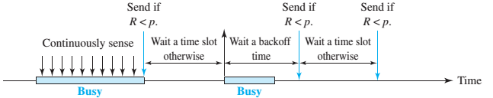 Send if
R < p.
Send if
R < p.
Send if
R < p.
Continuously sense
Wait a time slot
otherwise
Wait a backoff
time
Wait a time slot
otherwise
Time
Busy
Busy